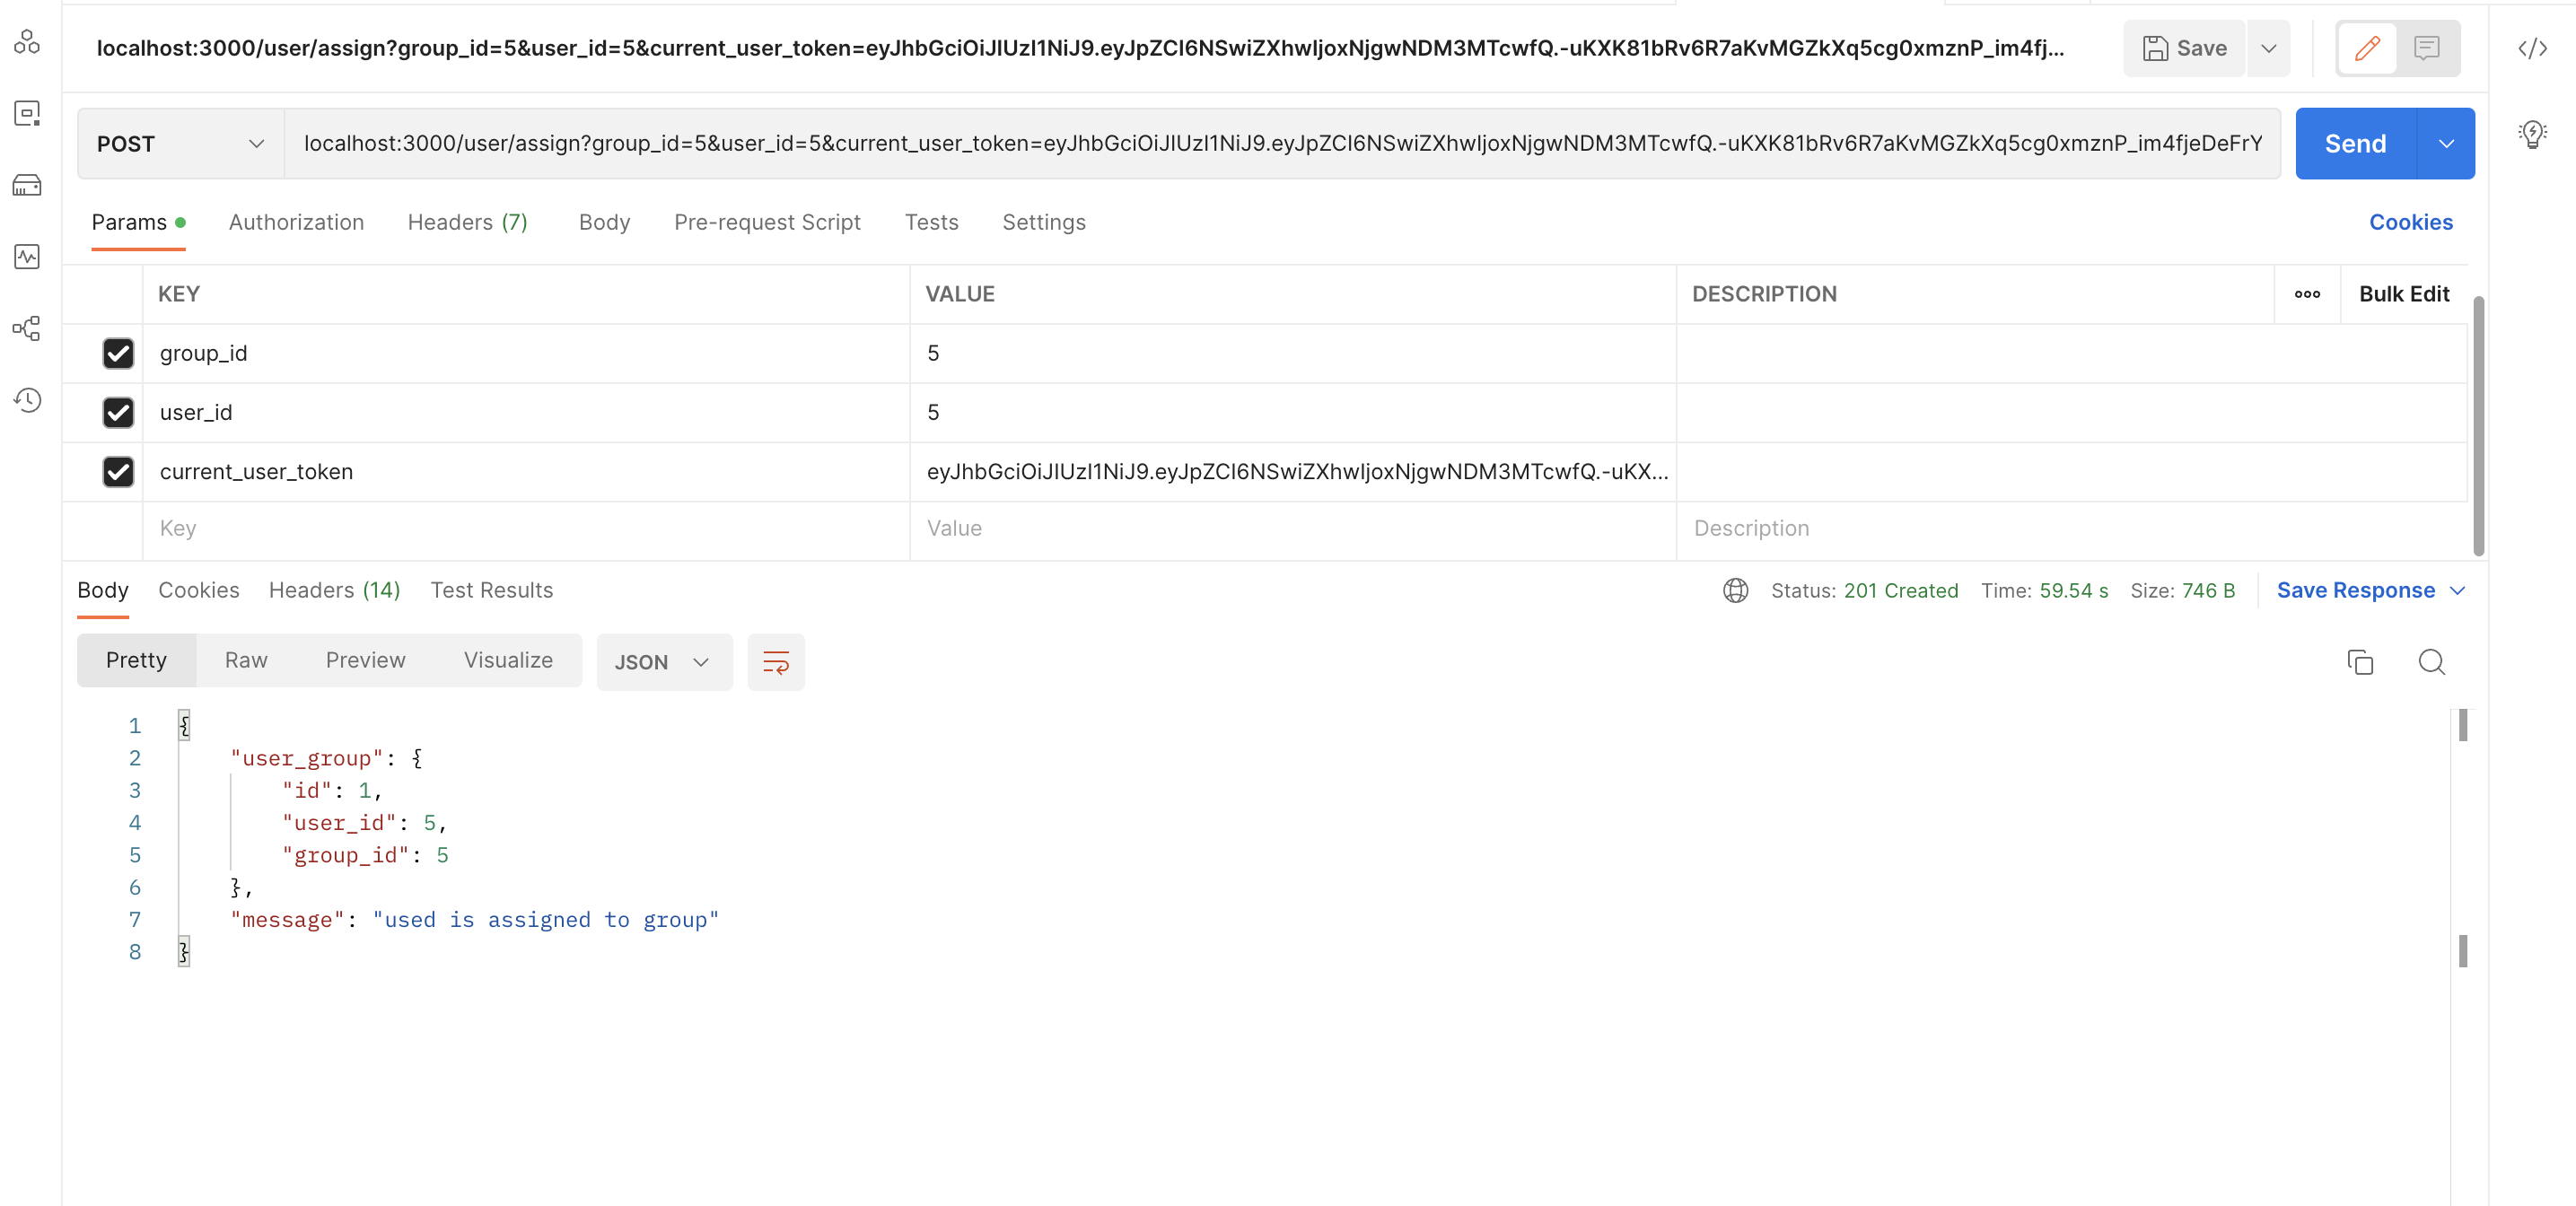 localhost:3000/user/assign?group_id=5&user_id=5&current_user_token=eyJhbGciOiJIUzI1NiJ9.eyJpZCI6NSwiZXhwIjoxNjgwNDM3MTcwfQ.-uKXK81bRv6R7aKvMGZkXq5cg0xmznP_im4fj...
Save
POST
localhost:3000/user/assign?group_id=5&user_id=5&current_user_token=eyJhbGciOiJIUzI1NiJ9.eyJpZCI6NSwiZXhwIjoxNjgwNDM3MTcwfQ.-uKXK81bRv6R7aKvMGZkXq5cg0xmznP_im4fjeDeFrY
Send
Params Authorization Headers (7) Body Pre-request Script Tests Settings Cookies
KEY VALUE DESCRIPTION Bulk Edit
group_id 5
user_id 5
current_user_token eyJhbGciOiJIUzI1NiJ9.eyJpZCI6NSwiZXhwIjoxNjgwNDM3MTcwfQ.-uKX...
Key Value Description
Body Cookies Headers (14) Test Results Status: 201 Created Time: 59.54 s Size: 746 B Save Response
Pretty Raw Preview Visualize JSON
1 {
2 "user_group": {
3 "id": 1,
4 "user_id": 5,
5 "group_id": 5
6 },
7 "message": "used is assigned to group"
8 }